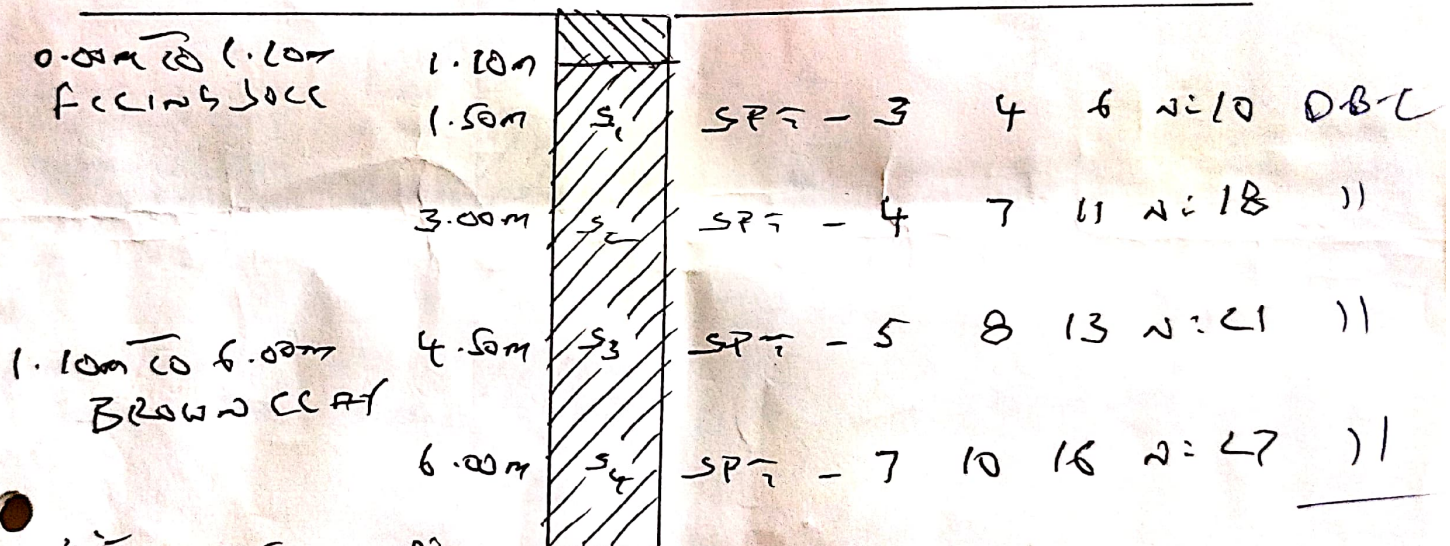 0.00m TO 1.10m 1.10m
FILLING SOIL
1.50m S1 SPT - 3 4 6 N:10 DBC
3.00m S2 SPT - 4 7 11 N:18 "
1.10m TO 6.00m 4.50m S3 SPT - 5 8 13 N:21 "
BROWN CLAY
6.00m S4 SPT - 7 10 16 N:27 "